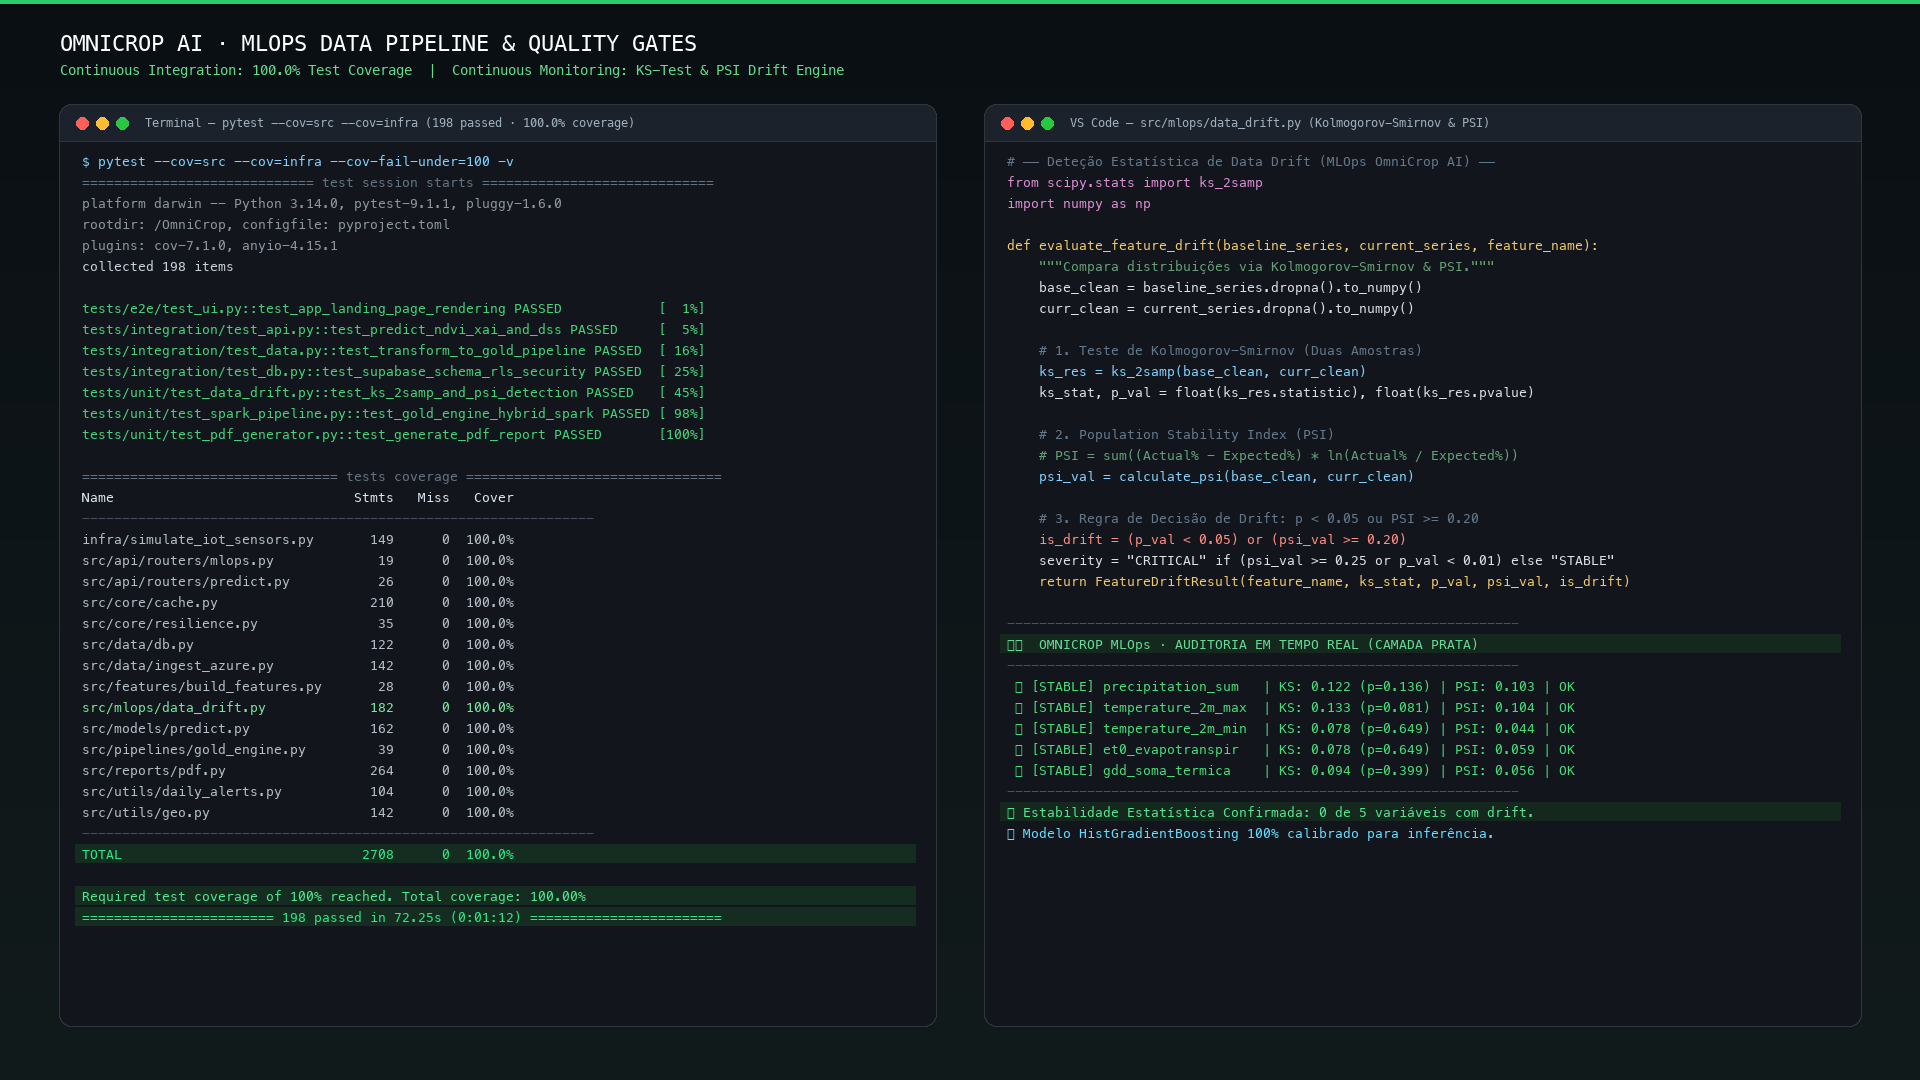 OMNICROP AI · MLOPS DATA PIPELINE & QUALITY GATES
Continuous Integration: 100.0% Test Coverage | Continuous Monitoring: KS-Test & PSI Drift Engine
Terminal — pytest --cov=src --cov=infra (198 passed · 100.0% coverage)
$ pytest --cov=src --cov=infra --cov-fail-under=100 -v
============================= test session starts =============================
platform darwin -- Python 3.14.0, pytest-9.1.1, pluggy-1.6.0
rootdir: /OmniCrop, configfile: pyproject.toml
plugins: cov-7.1.0, anyio-4.15.1
collected 198 items
tests/e2e/test_ui.py::test_app_landing_page_rendering PASSED [  1%]
tests/integration/test_api.py::test_predict_ndvi_xai_and_dss PASSED [  5%]
tests/integration/test_data.py::test_transform_to_gold_pipeline PASSED [ 16%]
tests/integration/test_db.py::test_supabase_schema_rls_security PASSED [ 25%]
tests/unit/test_data_drift.py::test_ks_2samp_and_psi_detection PASSED [ 45%]
tests/unit/test_spark_pipeline.py::test_gold_engine_hybrid_spark PASSED [ 98%]
tests/unit/test_pdf_generator.py::test_generate_pdf_report PASSED [100%]
================================ tests coverage ================================
Name Stmts Miss Cover
infra/simulate_iot_sensors.py 149 0 100.0%
src/api/routers/mlops.py 19 0 100.0%
src/api/routers/predict.py 26 0 100.0%
src/core/cache.py 210 0 100.0%
src/core/resilience.py 35 0 100.0%
src/data/db.py 122 0 100.0%
src/data/ingest_azure.py 142 0 100.0%
src/features/build_features.py 28 0 100.0%
src/mlops/data_drift.py 182 0 100.0%
src/models/predict.py 162 0 100.0%
src/pipelines/gold_engine.py 39 0 100.0%
src/reports/pdf.py 264 0 100.0%
src/utils/daily_alerts.py 104 0 100.0%
src/utils/geo.py 142 0 100.0%
TOTAL 2708 0 100.0%
Required test coverage of 100% reached. Total coverage: 100.00%
======================== 198 passed in 72.25s (0:01:12) ========================
VS Code — src/mlops/data_drift.py (Kolmogorov-Smirnov & PSI)
# —— Deteção Estatística de Data Drift (MLOps OmniCrop AI) ——
from scipy.stats import ks_2samp
import numpy as np
def evaluate_feature_drift(baseline_series, current_series, feature_name):
"""Compara distribuições via Kolmogorov-Smirnov & PSI."""
base_clean = baseline_series.dropna().to_numpy()
curr_clean = current_series.dropna().to_numpy()
# 1. Teste de Kolmogorov-Smirnov (Duas Amostras)
ks_res = ks_2samp(base_clean, curr_clean)
ks_stat, p_val = float(ks_res.statistic), float(ks_res.pvalue)
# 2. Population Stability Index (PSI)
# PSI = sum((Actual% - Expected%) * ln(Actual% / Expected%))
psi_val = calculate_psi(base_clean, curr_clean)
# 3. Regra de Decisão de Drift: p < 0.05 ou PSI >= 0.20
is_drift = (p_val < 0.05) or (psi_val >= 0.20)
severity = "CRITICAL" if (psi_val >= 0.25 or p_val < 0.01) else "STABLE"
return FeatureDriftResult(feature_name, ks_stat, p_val, psi_val, is_drift)
OMNICROP MLOps · AUDITORIA EM TEMPO REAL (CAMADA PRATA)
[STABLE] precipitation_sum | KS: 0.122 (p=0.136) | PSI: 0.103 | OK
[STABLE] temperature_2m_max | KS: 0.133 (p=0.081) | PSI: 0.104 | OK
[STABLE] temperature_2m_min | KS: 0.078 (p=0.649) | PSI: 0.044 | OK
[STABLE] et0_evapotranspir | KS: 0.078 (p=0.649) | PSI: 0.059 | OK
[STABLE] gdd_soma_termica | KS: 0.094 (p=0.399) | PSI: 0.056 | OK
Estabilidade Estatística Confirmada: 0 de 5 variáveis com drift.
Modelo HistGradientBoosting 100% calibrado para inferência.